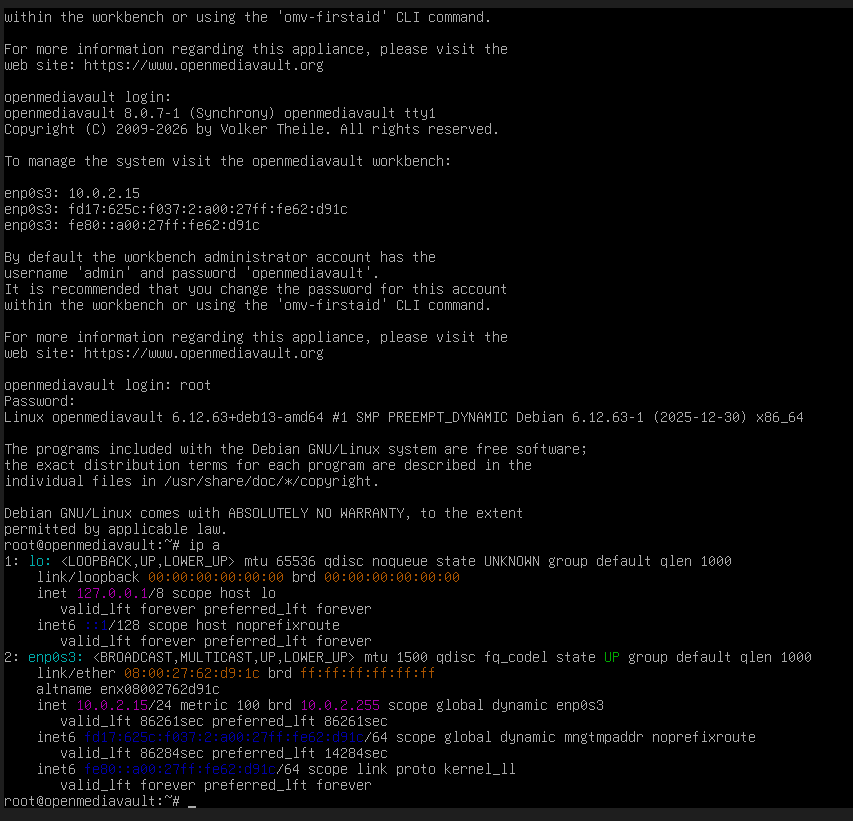 within the workbench or using the 'omv-firstaid' CLI command.
For more information regarding this appliance, please visit the
web site: https://www.openmediavault.org
openmediavault login:
openmediavault 8.0.7-1 (Synchrony) openmediavault tty1
Copyright (C) 2009-2026 by Volker Theile. All rights reserved.
To manage the system visit the openmediavault workbench:
enp0s3: 10.0.2.15
enp0s3: fd17:625c:f037:2:a00:27ff:fe62:d91c
enp0s3: fe80::a00:27ff:fe62:d91c
By default the workbench administrator account has the
username 'admin' and password 'openmediavault'.
It is recommended that you change the password for this account
within the workbench or using the 'omv-firstaid' CLI command.
For more information regarding this appliance, please visit the
web site: https://www.openmediavault.org
openmediavault login: root
Password:
Linux openmediavault 6.12.63+deb13-amd64 #1 SMP PREEMPT_DYNAMIC Debian 6.12.63-1 (2025-12-30) x86_64
The programs included with the Debian GNU/Linux system are free software;
the exact distribution terms for each program are described in the
individual files in /usr/share/doc/*/copyright.
Debian GNU/Linux comes with ABSOLUTELY NO WARRANTY, to the extent
permitted by applicable law.
root@openmediavault:~# ip a
1: lo: <LOOPBACK,UP,LOWER_UP> mtu 65536 qdisc noqueue state UNKNOWN group default qlen 1000
    link/loopback 00:00:00:00:00:00 brd 00:00:00:00:00:00
    inet 127.0.0.1/8 scope host lo
       valid_lft forever preferred_lft forever
    inet6 ::1/128 scope host noprefixroute
       valid_lft forever preferred_lft forever
2: enp0s3: <BROADCAST,MULTICAST,UP,LOWER_UP> mtu 1500 qdisc fq_codel state UP group default qlen 1000
    link/ether 08:00:27:62:d9:1c brd ff:ff:ff:ff:ff:ff
    altname enx08002762d91c
    inet 10.0.2.15/24 metric 100 brd 10.0.2.255 scope global dynamic enp0s3
       valid_lft 86261sec preferred_lft 86261sec
    inet6 fd17:625c:f037:2:a00:27ff:fe62:d91c/64 scope global dynamic mngtmpaddr noprefixroute
       valid_lft 86284sec preferred_lft 14284sec
    inet6 fe80::a00:27ff:fe62:d91c/64 scope link proto kernel_ll
       valid_lft forever preferred_lft forever
root@openmediavault:~# _